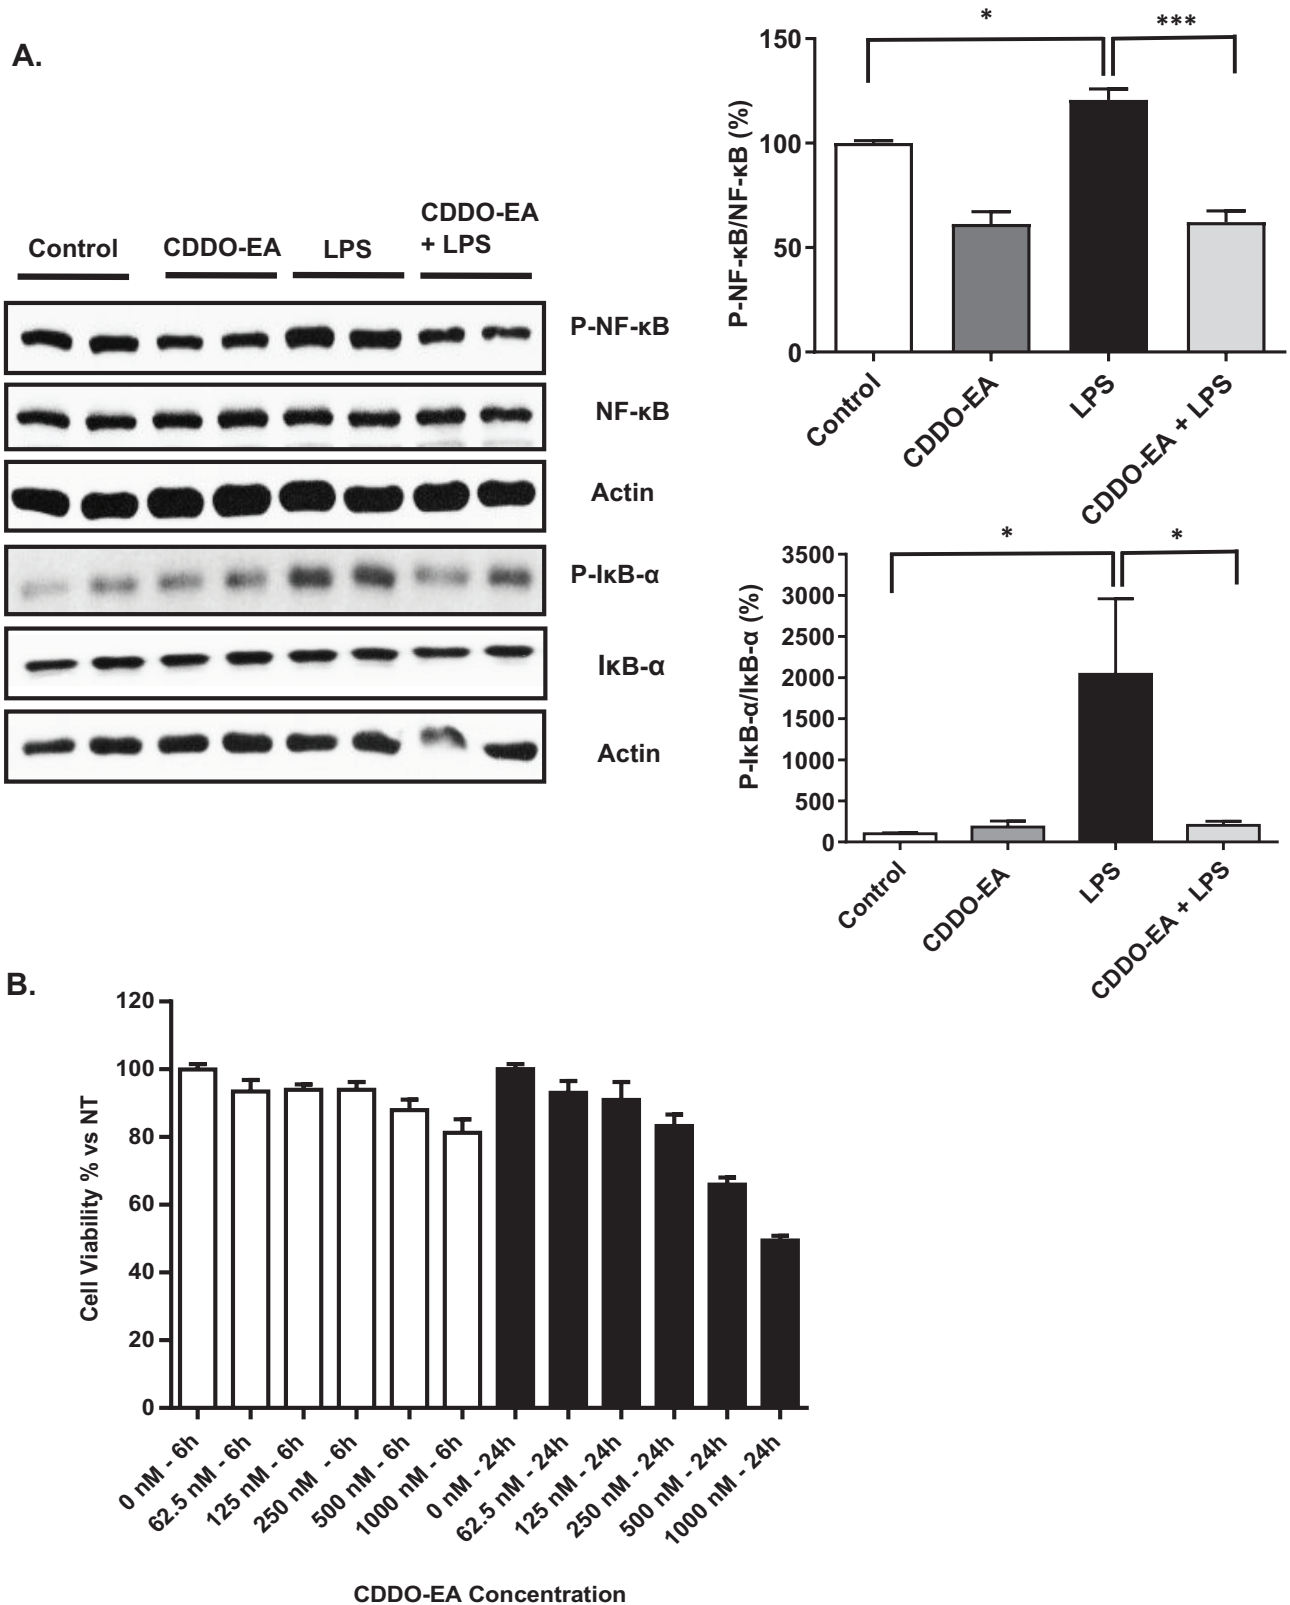 A.
Control
CDDO-EA
LPS
CDDO-EA
+ LPS
P-NF-κB
NF-κB
Actin
P-IκB-α
IκB-α
Actin
*
***
P-NF-κB/NF-κB (%)
150
100
50
0
Control
CDDO-EA
LPS
CDDO-EA + LPS
*
*
P-IκB-α/IκB-α (%)
3500
3000
2500
2000
1500
1000
500
0
Control
CDDO-EA
LPS
CDDO-EA + LPS
B.
Cell Viability % vs NT
120
100
80
60
40
20
0
0 nM - 6h
62.5 nM - 6h
125 nM - 6h
250 nM - 6h
500 nM - 6h
1000 nM - 6h
0 nM - 24h
62.5 nM - 24h
125 nM - 24h
250 nM - 24h
500 nM - 24h
1000 nM - 24h
CDDO-EA Concentration